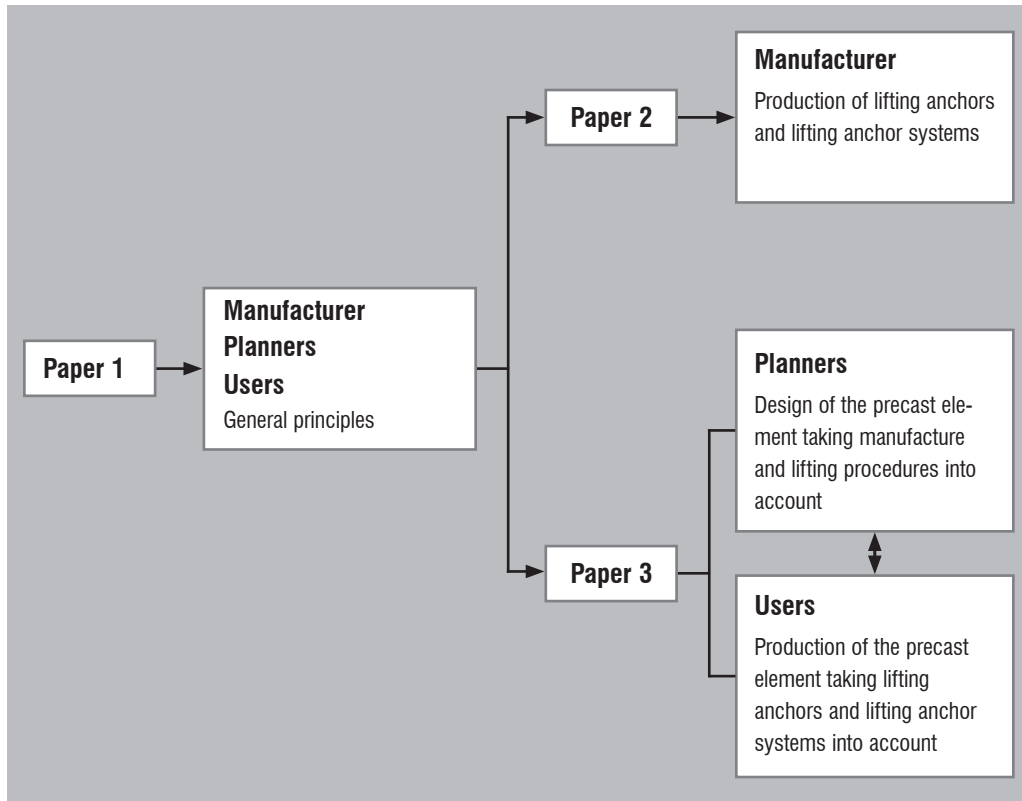 Paper 1
Manufacturer
Planners
Users
General principles
Paper 2
Manufacturer
Production of lifting anchors
and lifting anchor systems
Paper 3
Planners
Design of the precast ele-
ment taking manufacture
and lifting procedures into
account
Users
Production of the precast
element taking lifting
anchors and lifting anchor
systems into account